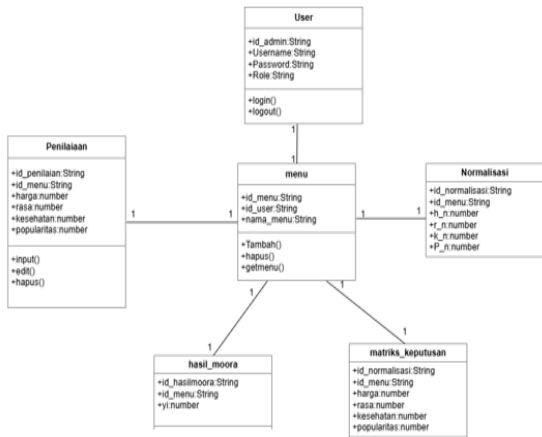 User
+id_admin:String
+Username:String
+Password:String
+Role:String
+login()
+logout()
1
1
Penilaiaan
+id_penilaian:String
+id_menu:String
+harga:number
+rasa:number
+kesehatan:number
+popularitas:number
+input()
+edit()
+hapus()
1
1
menu
+id_menu:String
+id_user:String
+nama_menu:String
+Tambah()
+hapus()
+getmenu()
1
1
Normalisasi
+id_normalisasi:String
+id_menu:String
+h_n:number
+r_n:number
+k_n:number
+P_n:number
1
1
1
1
hasil_moora
+id_hasilmoora:String
+id_menu:String
+yi:number
matriks_keputusan
+id_normalisasi:String
+id_menu:String
+harga:number
+rasa:number
+kesehatan:number
+popularitas:number